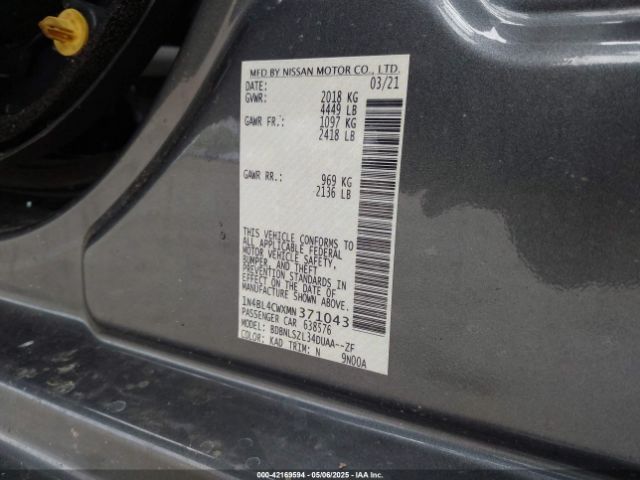 MFD BY NISSAN MOTOR CO., LTD.
DATE: 03/21
GVWR: 2018 KG
4449 LB
GAWR FR.: 1097 KG
2418 LB
GAWR RR.: 969 KG
2136 LB
THIS VEHICLE CONFORMS TO
ALL APPLICABLE FEDERAL
MOTOR VEHICLE SAFETY,
BUMPER, AND THEFT
PREVENTION STANDARDS IN
EFFECT ON THE DATE OF
MANUFACTURE SHOWN ABOVE.
1N4BL4CWXMN371043
PASSENGER CAR 638576
MODEL: BDBNLSZL34DUAA--ZF
COLOR: KAD TRIM: N 9N00A
000-42169594 05/06/2025 IAA Inc.